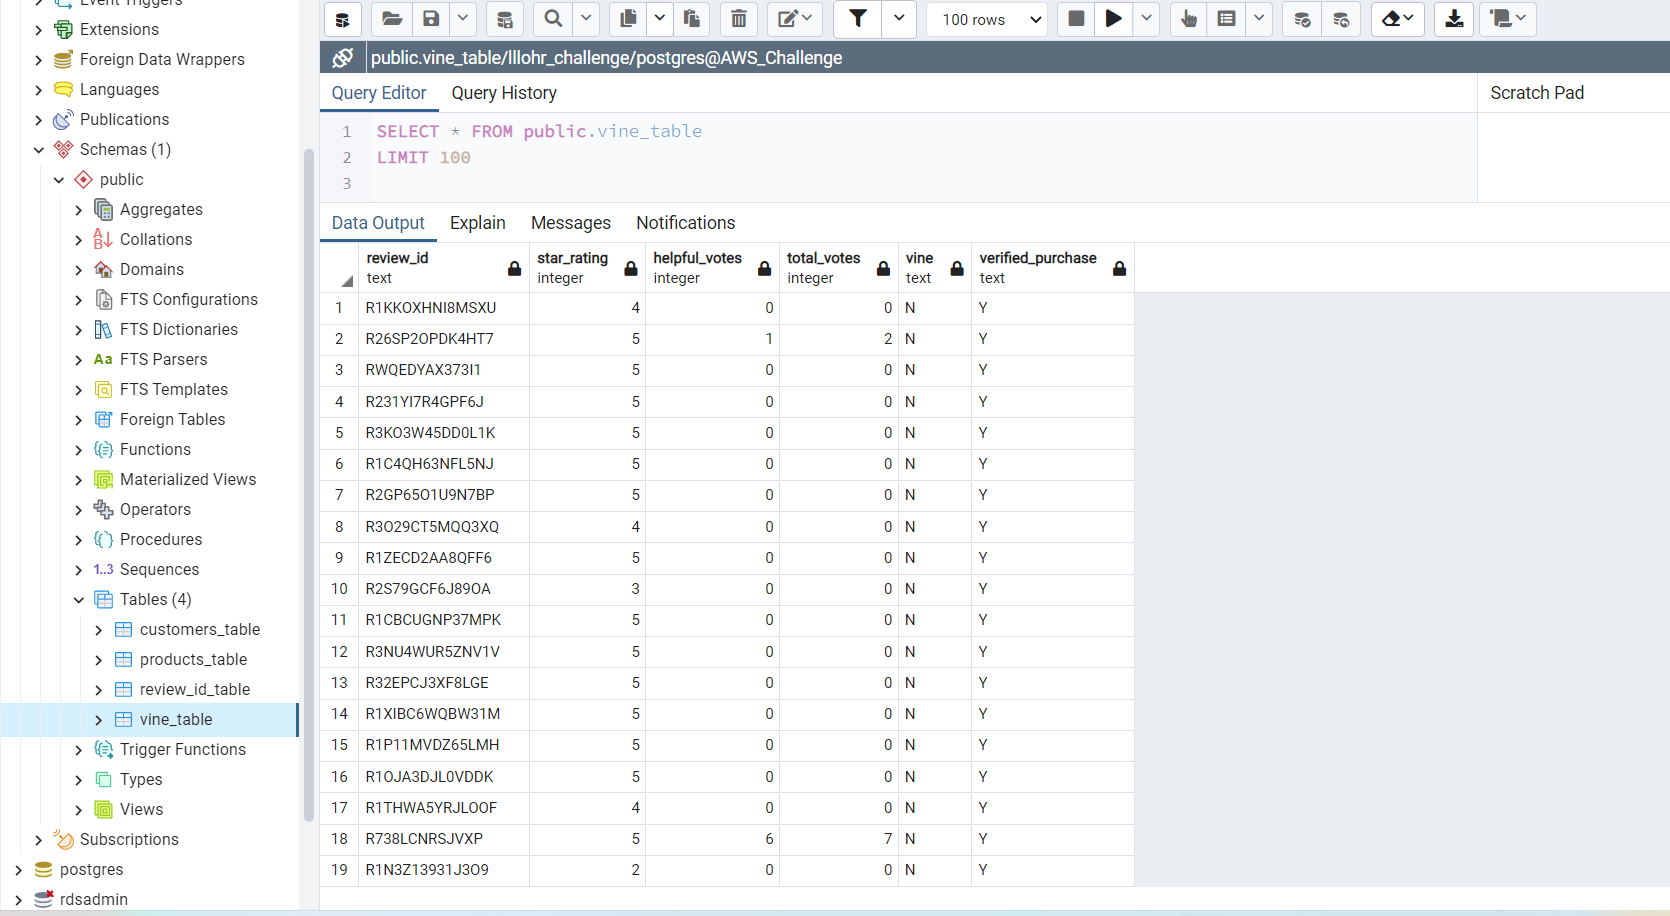 Event Triggers
Extensions
Foreign Data Wrappers
Languages
Publications
Schemas (1)
public
Aggregates
Collations
Domains
FTS Configurations
FTS Dictionaries
Aa FTS Parsers
FTS Templates
Foreign Tables
Functions
Materialized Views
Operators
Procedures
1..3 Sequences
Tables (4)
customers_table
products_table
review_id_table
vine_table
Trigger Functions
Types
Views
Subscriptions
postgres
rdsadmin
100 rows
public.vine_table/lllohr_challenge/postgres@AWS_Challenge
Query Editor Query History
Scratch Pad
1 SELECT * FROM public.vine_table
2 LIMIT 100
3
Data Output Explain Messages Notifications
review_id star_rating helpful_votes total_votes vine verified_purchase
text integer integer integer text text
1 R1KKOXHNI8MSXU 4 0 0 N Y
2 R26SP2OPDK4HT7 5 1 2 N Y
3 RWQEDYAX373I1 5 0 0 N Y
4 R231YI7R4GPF6J 5 0 0 N Y
5 R3KO3W45DD0L1K 5 0 0 N Y
6 R1C4QH63NFL5NJ 5 0 0 N Y
7 R2GP65O1U9N7BP 5 0 0 N Y
8 R3O29CT5MQQ3XQ 4 0 0 N Y
9 R1ZECD2AA8QFF6 5 0 0 N Y
10 R2S79GCF6J89OA 3 0 0 N Y
11 R1CBCUGNP37MPK 5 0 0 N Y
12 R3NU4WUR5ZNV1V 5 0 0 N Y
13 R32EPCJ3XF8LGE 5 0 0 N Y
14 R1XIBC6WQBW31M 5 0 0 N Y
15 R1P11MVDZ65LMH 5 0 0 N Y
16 R1OJA3DJL0VDDK 5 0 0 N Y
17 R1THWA5YRJLOOF 4 0 0 N Y
18 R738LCNRSJVXP 5 6 7 N Y
19 R1N3Z13931J3O9 2 0 0 N Y